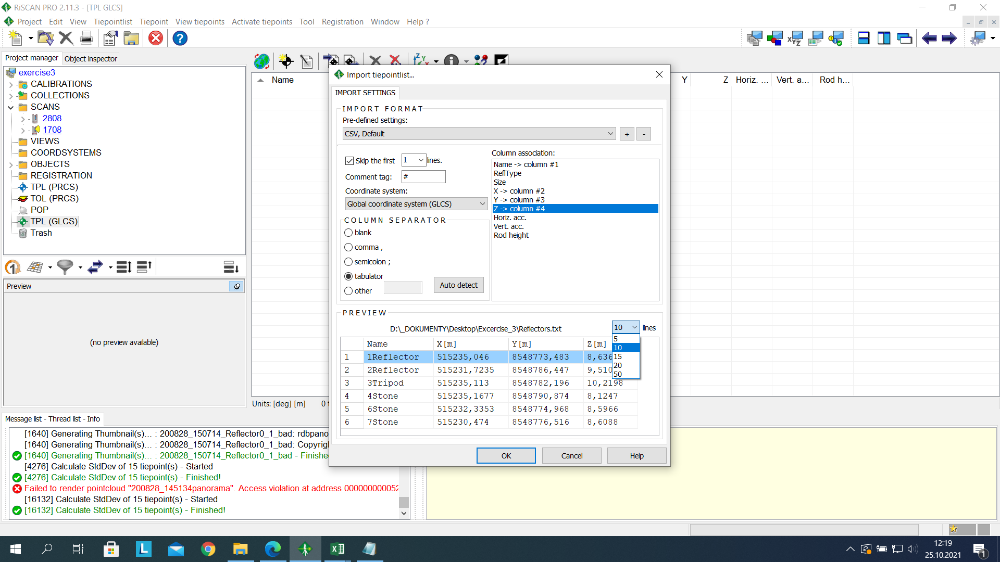 RiSCAN PRO 2.11.3 - [TPL GLCS]
Project Edit View Tiepointlist Tiepoint View tiepoints Activate tiepoints Tool Registration Window Help ?
Project manager Object inspector
exercise3
CALIBRATIONS
COLLECTIONS
SCANS
2808
1708
VIEWS
COORDSYSTEMS
OBJECTS
REGISTRATION
TPL (PRCS)
TOL (PRCS)
POP
TPL (GLCS)
Trash
Preview
(no preview available)
Name Y Z Horiz. ... Vert. a... Rod h...
Units: [deg] [m] 0
Import tiepointlist...
IMPORT SETTINGS
IMPORT FORMAT
Pre-defined settings:
CSV, Default
+ -
Skip the first 1 lines.
Comment tag: #
Coordinate system:
Global coordinate system (GLCS)
COLUMN SEPARATOR
blank
comma ,
semicolon ;
tabulator
other
Auto detect
Column association:
Name -> column #1
ReflType
Size
X -> column #2
Y -> column #3
Z -> column #4
Horiz. acc.
Vert. acc.
Rod height
PREVIEW
D:\_DOKUMENTY\Desktop\Excercise_3\Reflectors.txt
10 lines
5
10
15
20
50
Name X[m] Y[m] Z[m]
1 1Reflector 515235,046 8548773,483 8,636
2 2Reflector 515231,7235 8548786,447 9,510
3 3Tripod 515235,113 8548782,196 10,2198
4 4Stone 515235,1677 8548790,874 8,1247
5 6Stone 515232,3353 8548774,968 8,5966
6 7Stone 515230,474 8548776,516 8,6088
OK Cancel Help
Message list - Thread list - Info
[1640] Generating Thumbnail(s)... : 200828_150714_Reflector0_1_bad: rdbpano
[1640] Generating Thumbnail(s)... : 200828_150714_Reflector0_1_bad: Copyrig
[1640] Generating Thumbnail(s)... : 200828_150714_Reflector0_1_bad - Finishe
[4276] Calculate StdDev of 15 tiepoint(s) - Started
[4276] Calculate StdDev of 15 tiepoint(s) - Finished!
Failed to render pointcloud "200828_145134panorama". Access violation at address 000000000052
[16132] Calculate StdDev of 15 tiepoint(s) - Started
[16132] Calculate StdDev of 15 tiepoint(s) - Finished!
12:19
25.10.2021
1